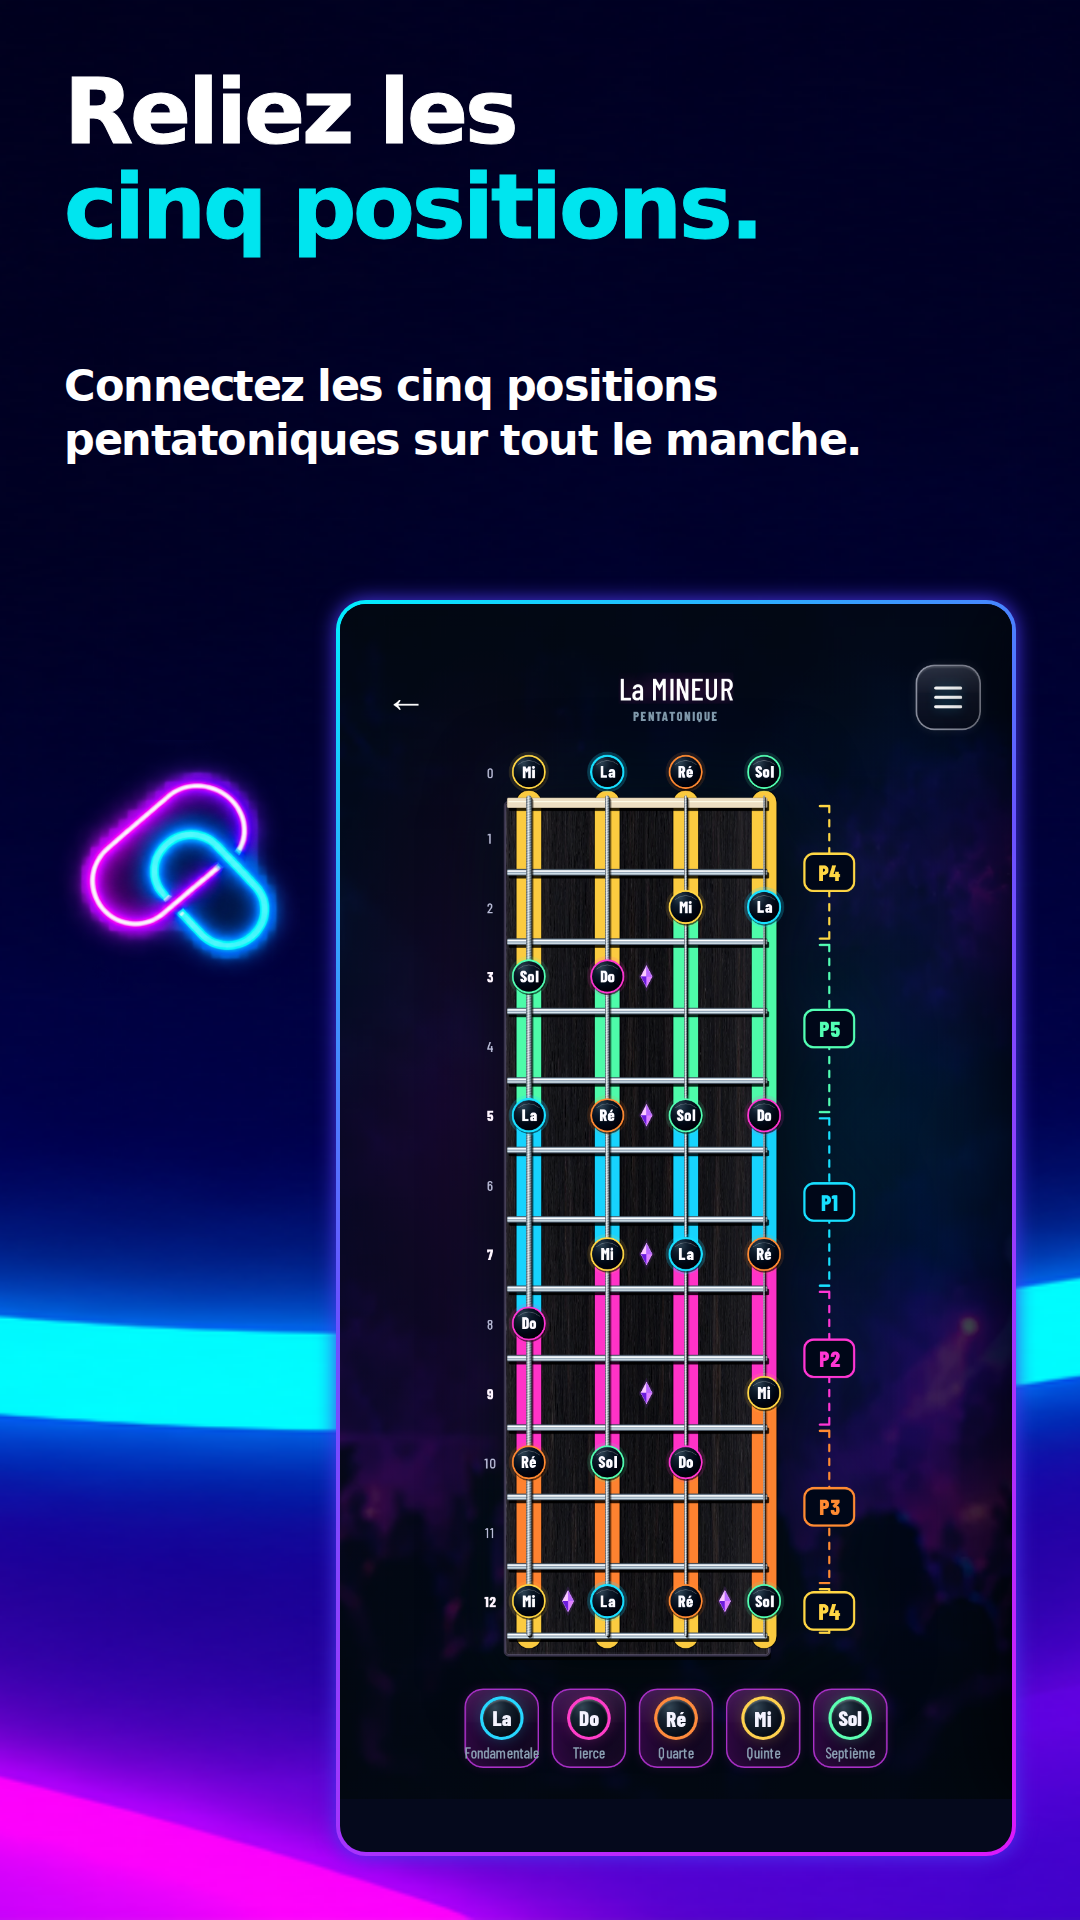 Reliez les
cinq positions.
Connectez les cinq positions
pentatoniques sur tout le manche.
←
La MINEUR
PENTATONIQUE
0 Mi La Ré Sol
1
P4
2 Mi La
3 Sol Do
P5
4
5 La Ré Sol Do
6
P1
7 Mi La Ré
8 Do
P2
9 Mi
10 Ré Sol Do
P3
11
12 Mi La Ré Sol
P4
La Do Ré Mi Sol
Fondamentale Tierce Quarte Quinte Septième